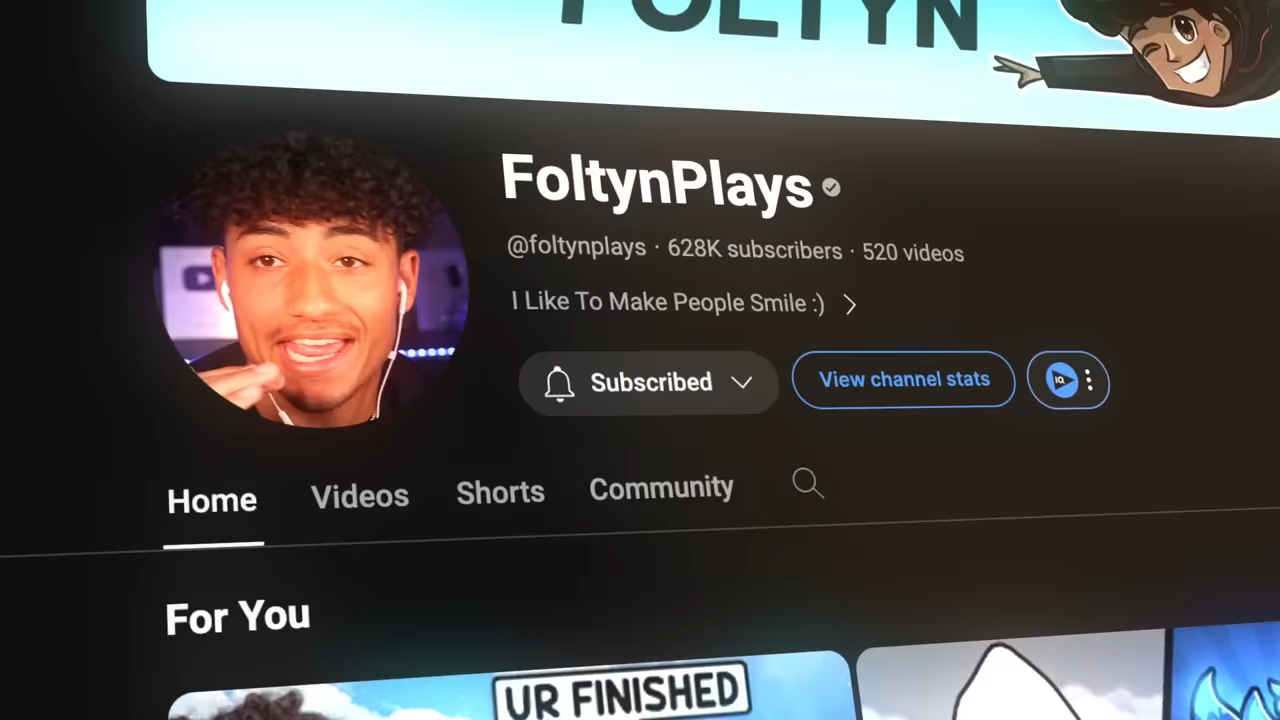 FOLTYN
FoltynPlays
@foltynplays · 628K subscribers · 520 videos
I Like To Make People Smile :)
Subscribed
View channel stats
IQ
Home
Videos
Shorts
Community
For You
UR FINISHED